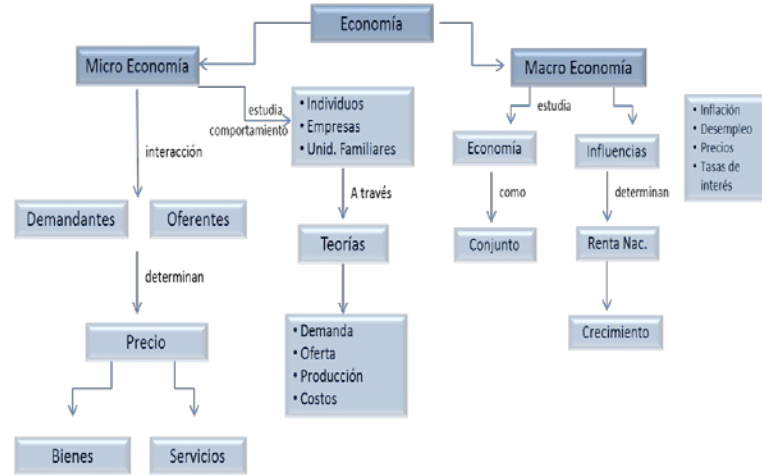 Economía
Micro Economía
Macro Economía
estudia
comportamiento
• Individuos
• Empresas
• Unid. Familiares
estudia
• Inflación
• Desempleo
• Precios
• Tasas de
interés
interacción
Economía
Influencias
A través
como
determinan
Demandantes
Oferentes
Teorías
Conjunto
Renta Nac.
determinan
Precio
• Demanda
• Oferta
• Producción
• Costos
Crecimiento
Bienes
Servicios